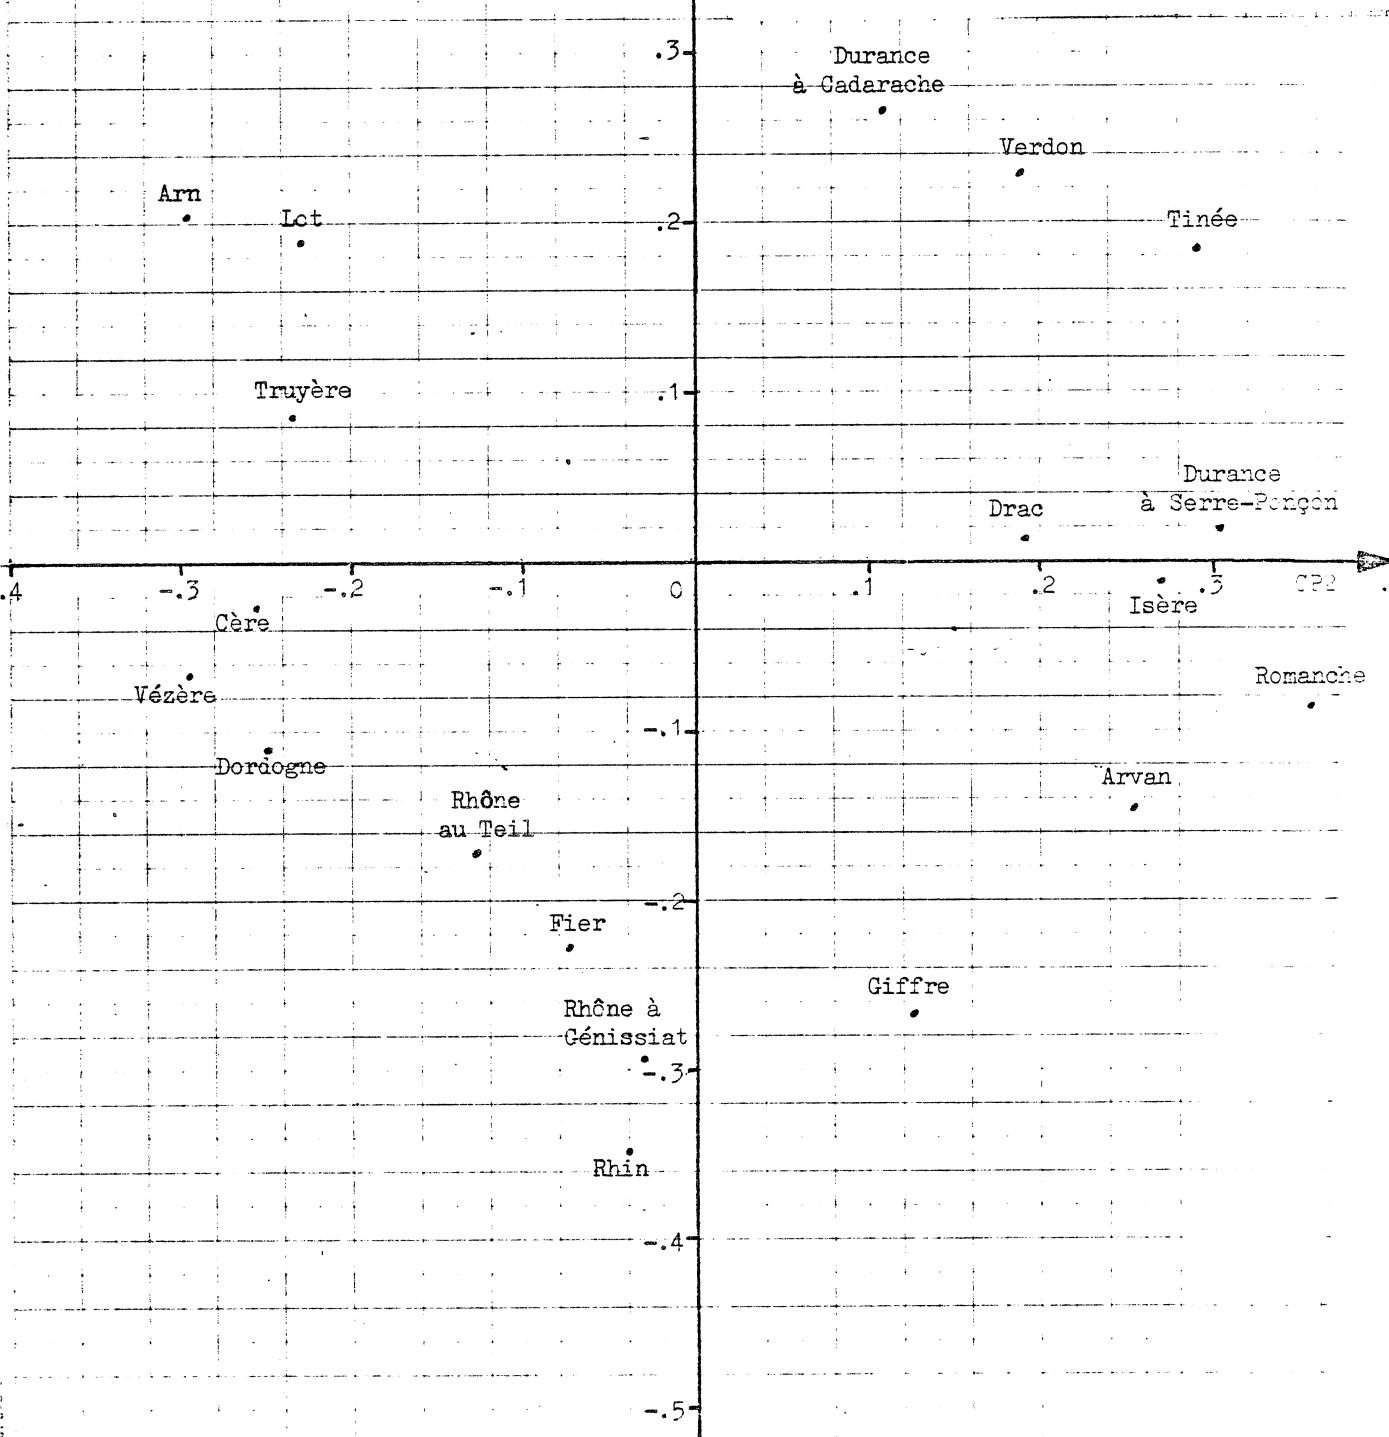 .3
Durance
à Cadarache
Verdon
Arn
Lot
.2
Tinée
Truyère
.1
Durance
à Serre-Ponçon
Drac
.4
-.3
-.2
-.1
0
.1
.2
.3
CP2
Isère
Cère
Vézère
Romanche
-.1
Dordogne
Arvan
Rhône
au Teil
-.2
Fier
Giffre
Rhône à
Génissiat
-.3
Rhin
-.4
-.5